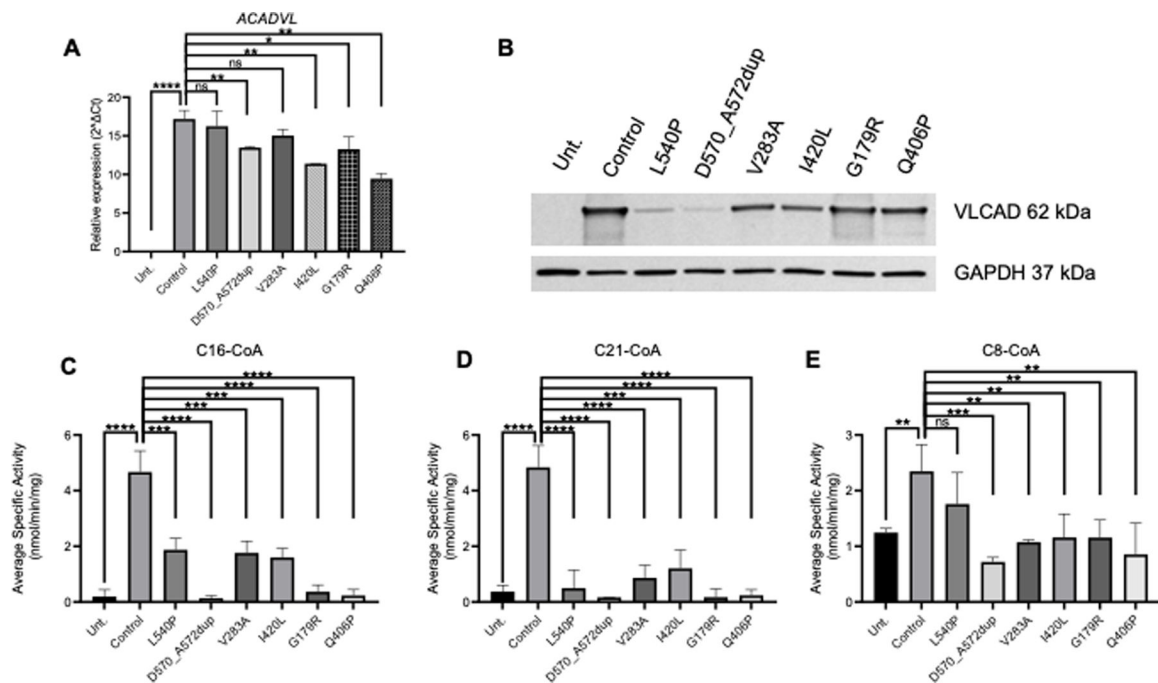 A
ACADVL
**
*
**
ns
**
ns
****
Relative expression (2^ΔCt)
20
15
10
5
0
Unt.
Control
L540P
D570_A572dup
V283A
I420L
G179R
Q406P
B
Unt.
Control
L540P
D570_A572dup
V283A
I420L
G179R
Q406P
VLCAD 62 kDa
GAPDH 37 kDa
C
C16-CoA
****
****
***
***
****
***
****
Average Specific Activity
(nmol/min/mg)
6
4
2
0
Unt.
Control
L540P
D570_A572dup
V283A
I420L
G179R
Q406P
D
C21-CoA
****
****
***
****
****
****
****
Average Specific Activity
(nmol/min/mg)
6
4
2
0
Unt.
Control
L540P
D570_A572dup
V283A
I420L
G179R
Q406P
E
C8-CoA
**
**
**
**
***
ns
**
Average Specific Activity
(nmol/min/mg)
3
2
1
0
Unt.
Control
L540P
D570_A572dup
V283A
I420L
G179R
Q406P